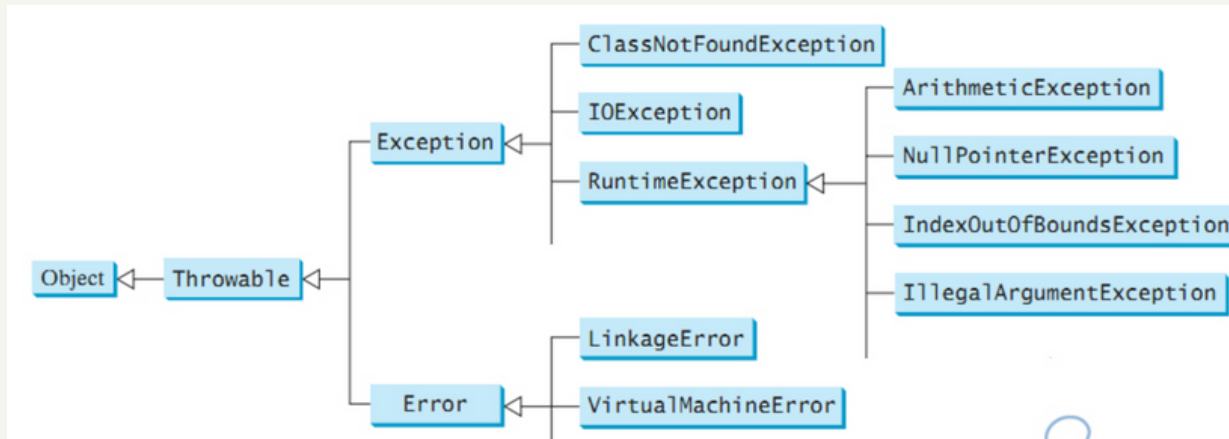 ClassNotFoundException
ArithmeticException
IOException
Exception
NullPointerException
RuntimeException
IndexOutOfBoundsException
Object
Throwable
IllegalArgumentException
LinkageError
Error
VirtualMachineError